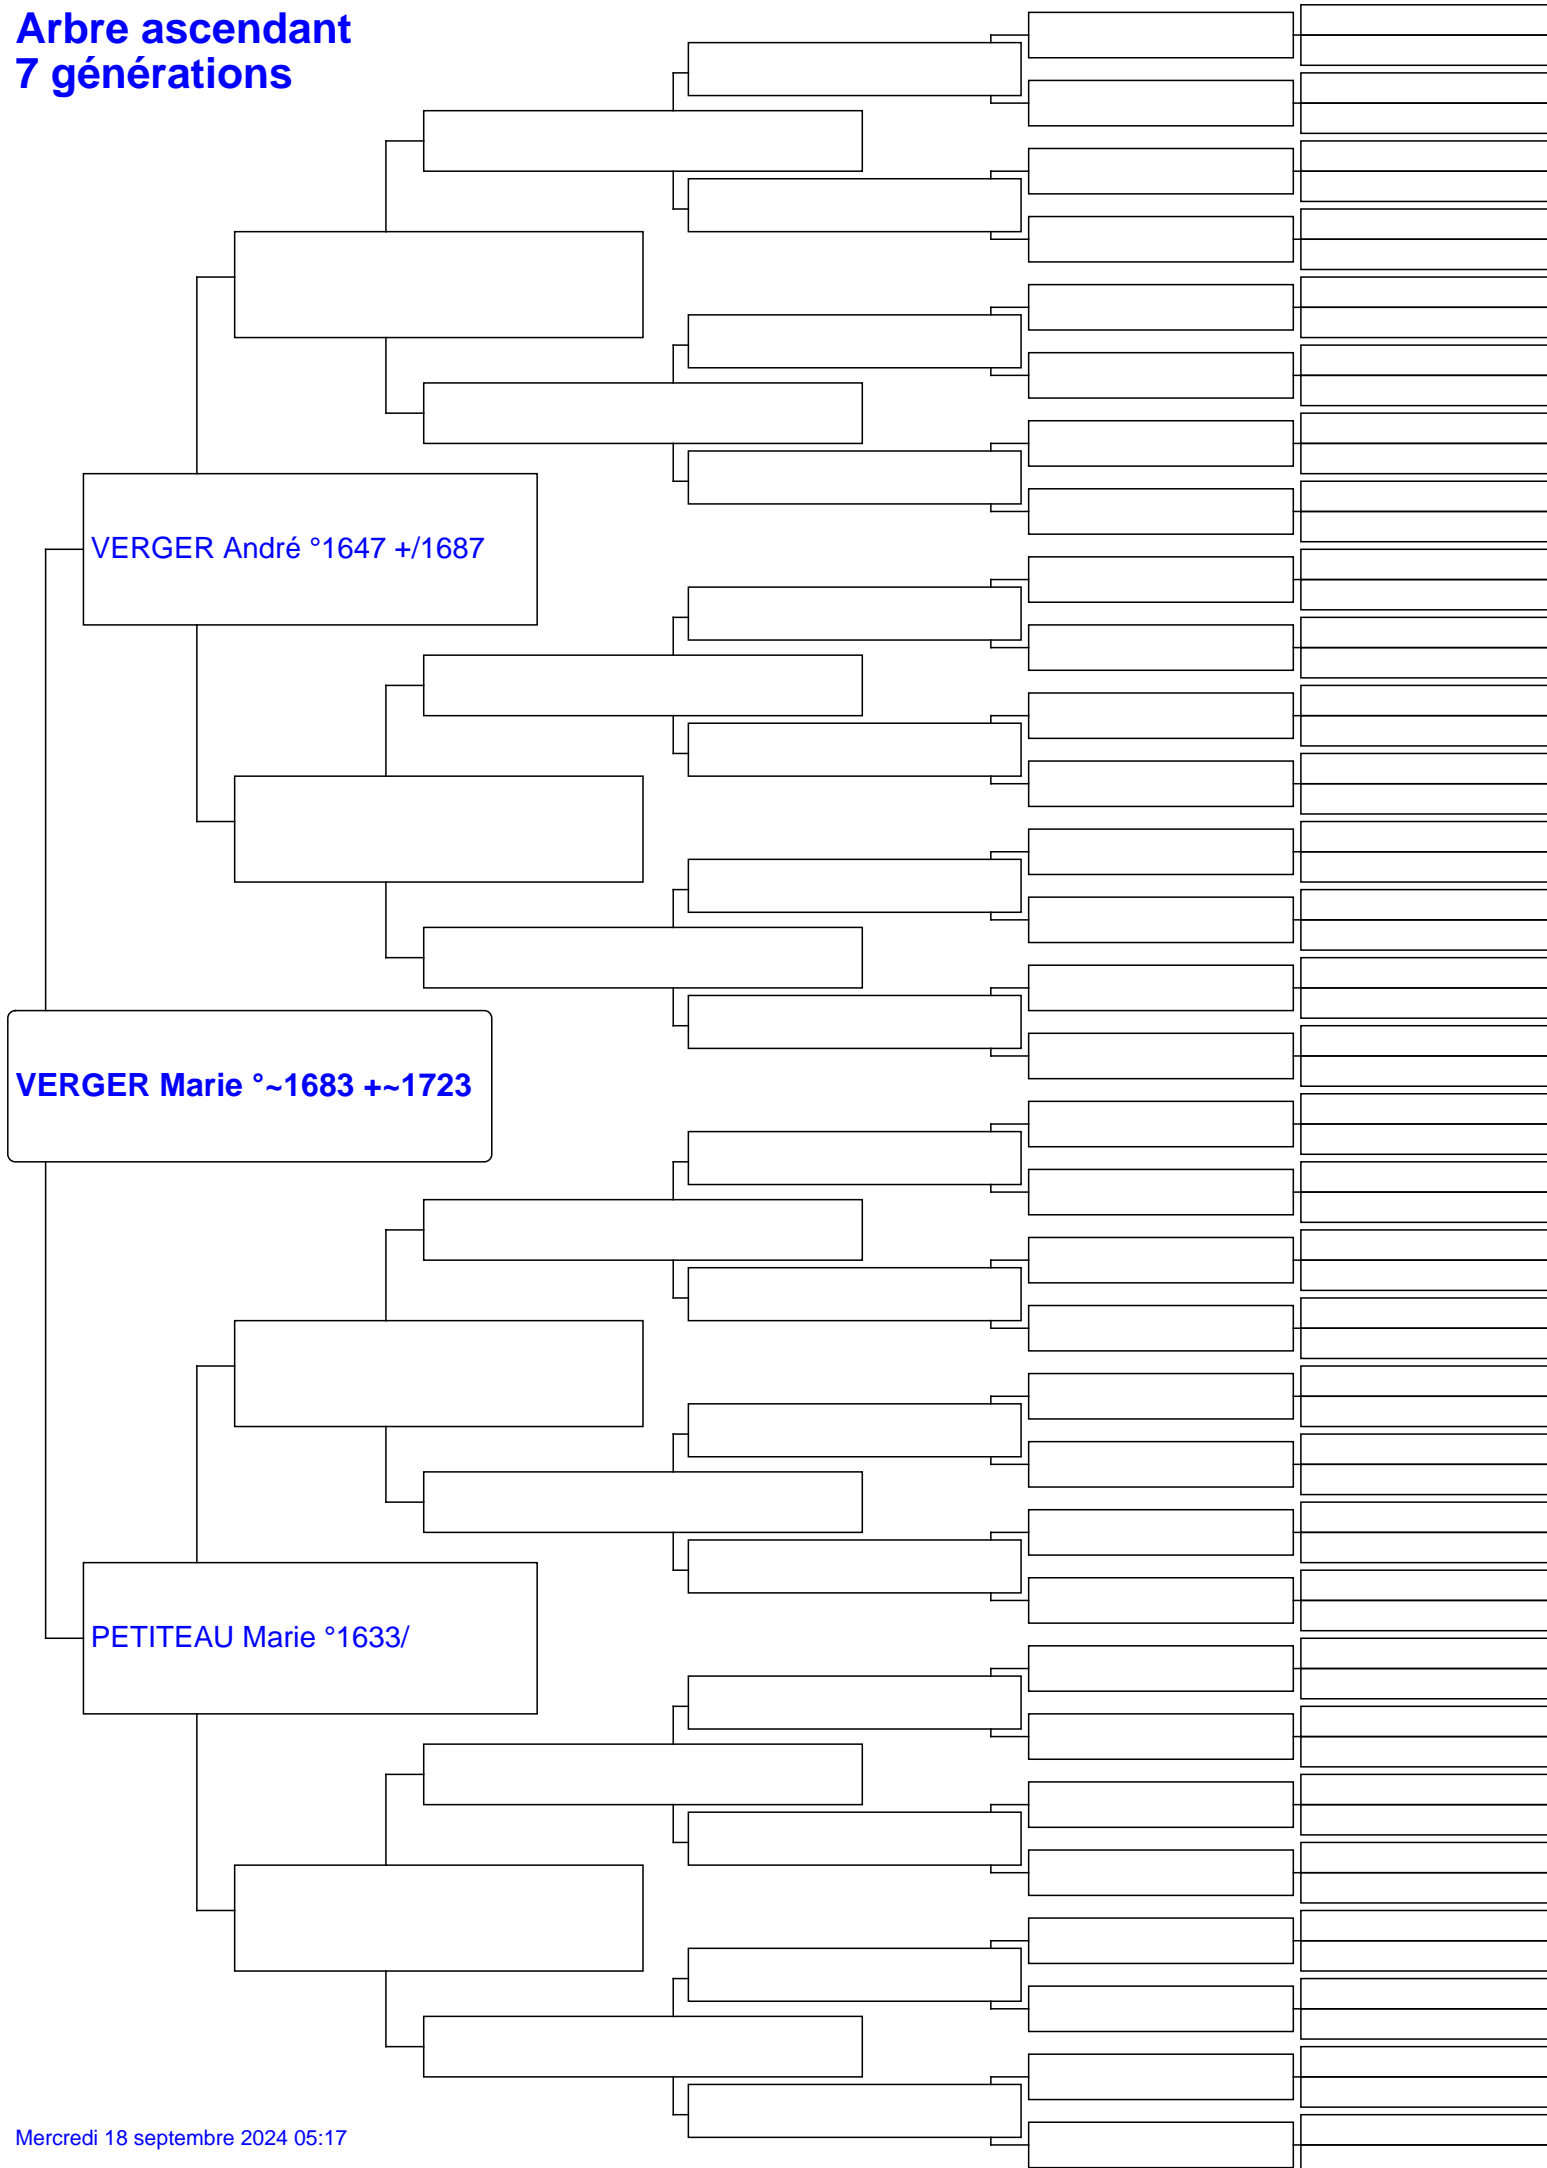 Arbre ascendant
7 générations
VERGER André °1647 +/1687
VERGER Marie °~1683 +~1723
PETITEAU Marie °1633/
Mercredi 18 septembre 2024 05:17